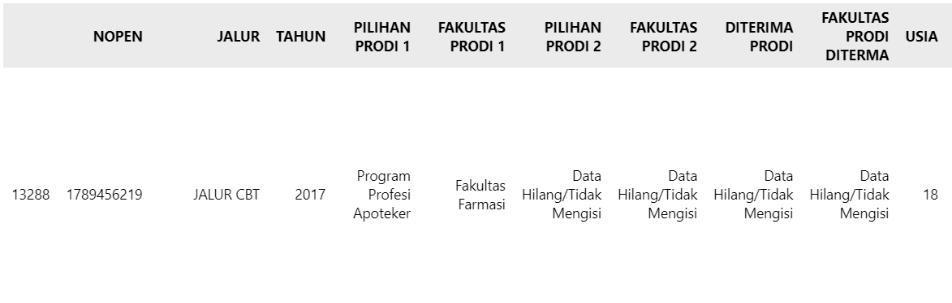 NOPEN JALUR TAHUN PILIHAN PRODI 1 FAKULTAS PRODI 1 PILIHAN PRODI 2 FAKULTAS PRODI 2 DITERIMA PRODI FAKULTAS PRODI DITERMA USIA
13288 1789456219 JALUR CBT 2017 Program Profesi Apoteker Fakultas Farmasi Data Hilang/Tidak Mengisi Data Hilang/Tidak Mengisi Data Hilang/Tidak Mengisi Data Hilang/Tidak Mengisi 18